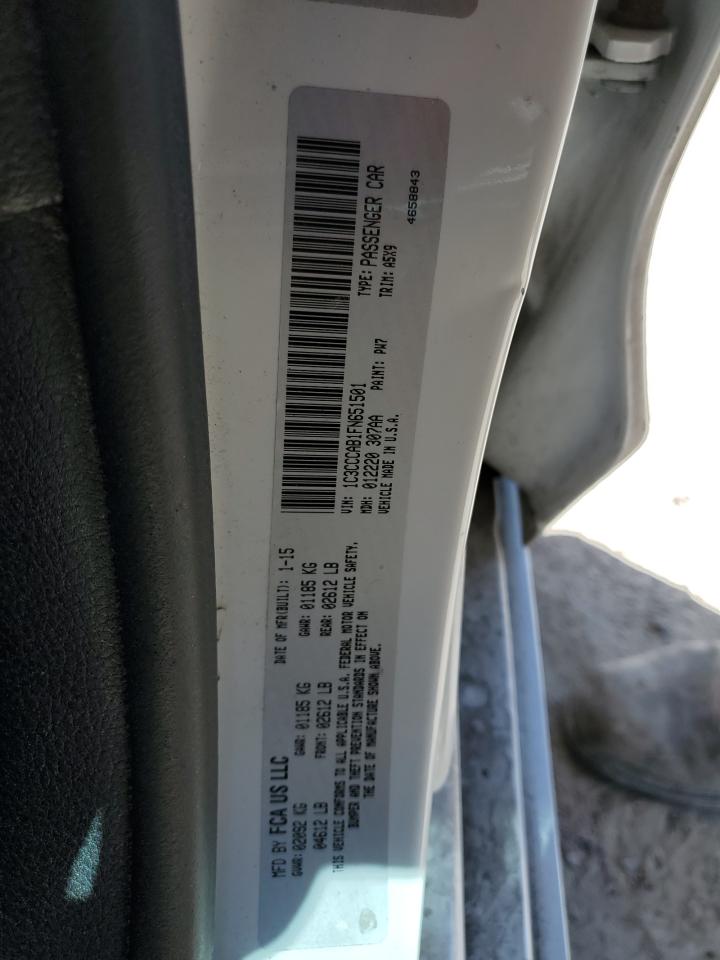 MFD BY FCA US LLC
DATE OF MFR(BUILT): 1-15
GVWR: 02092 KG
GAWR: 01185 KG
GAWR: 01185 KG
04612 LB
FRONT: 02612 LB
REAR: 02612 LB
THIS VEHICLE CONFORMS TO ALL APPLICABLE U.S.A. FEDERAL MOTOR VEHICLE SAFETY,
BUMPER AND THEFT PREVENTION STANDARDS IN EFFECT ON
THE DATE OF MANUFACTURE SHOWN ABOVE.
VIN: 1C3CCCAB1FN651501
TYPE: PASSENGER CAR
MDH: 012220 307AA
PAINT: PW7
TRIM: A5X9
VEHICLE MADE IN U.S.A.
4658843